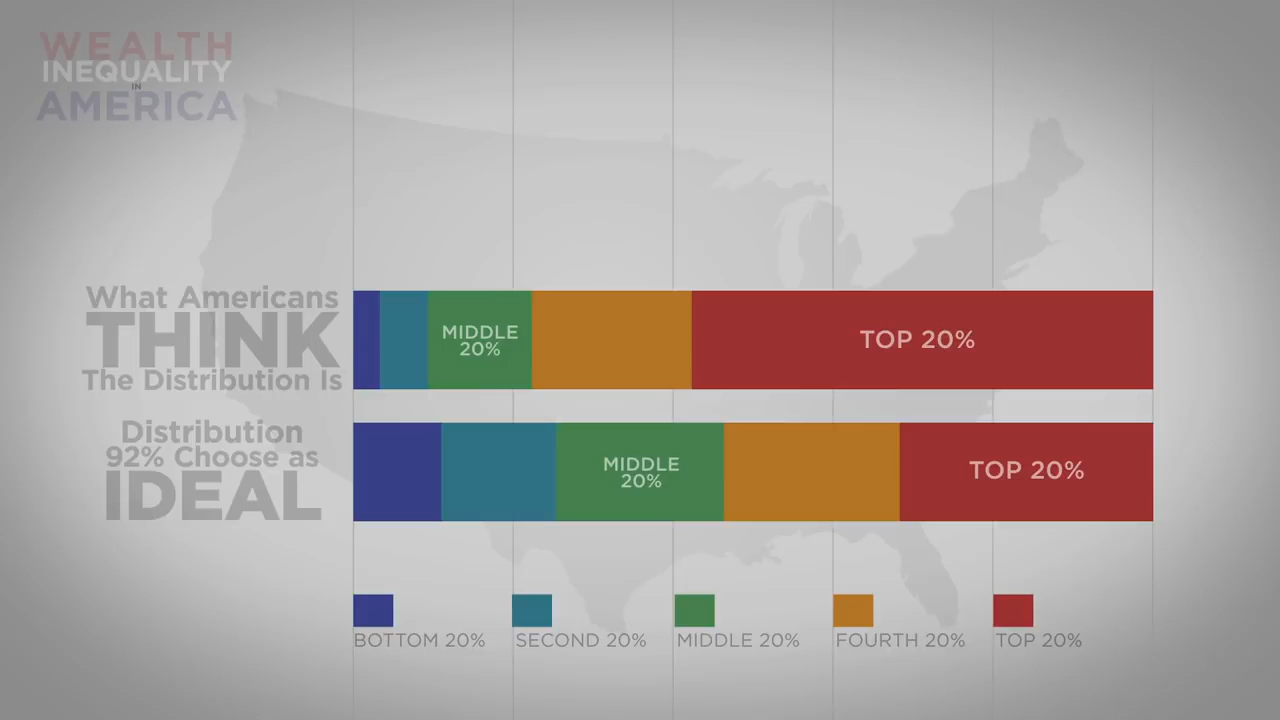 WEALTH
INEQUALITY
IN
AMERICA
What Americans
THINK
The Distribution Is
MIDDLE
20%
TOP 20%
Distribution
92% Choose as
IDEAL
MIDDLE
20%
TOP 20%
BOTTOM 20%
SECOND 20%
MIDDLE 20%
FOURTH 20%
TOP 20%